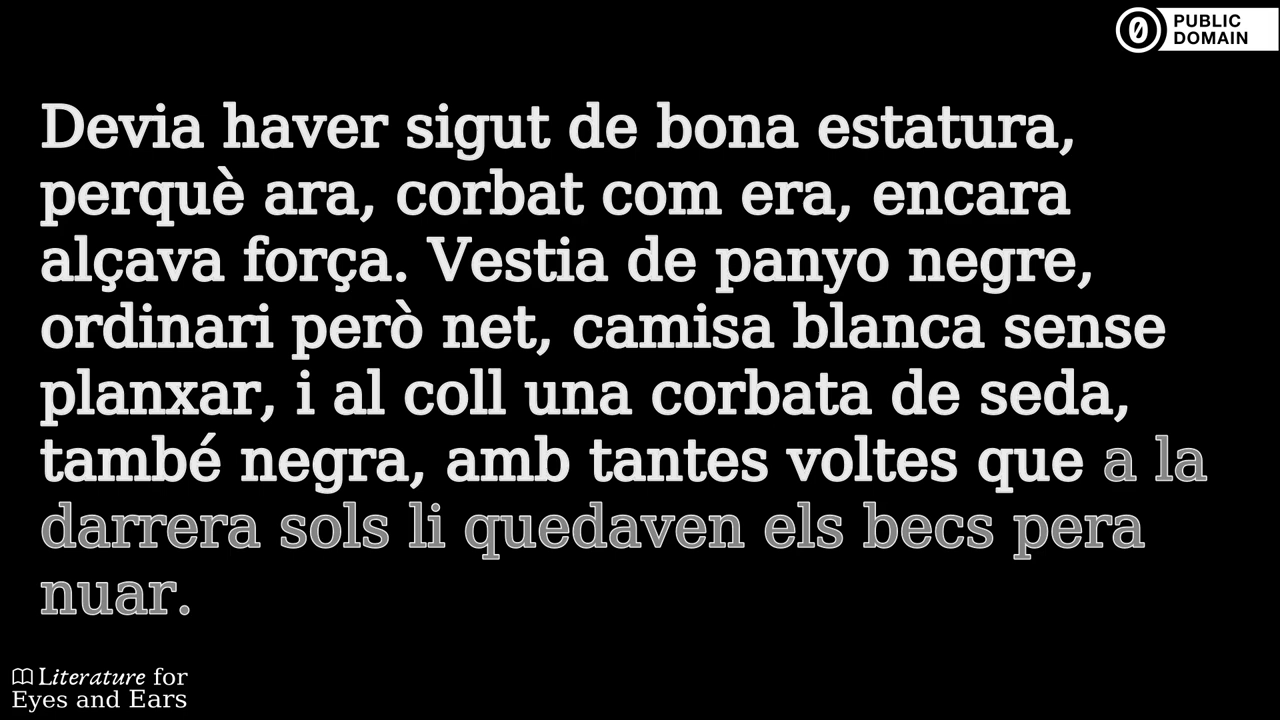 PUBLIC
DOMAIN
Devia haver sigut de bona estatura,
perquè ara, corbat com era, encara
alçava força. Vestia de panyo negre,
ordinari però net, camisa blanca sense
planxar, i al coll una corbata de seda,
també negra, amb tantes voltes que a la
darrera sols li quedaven els becs pera
nuar.
Literature for
Eyes and Ears